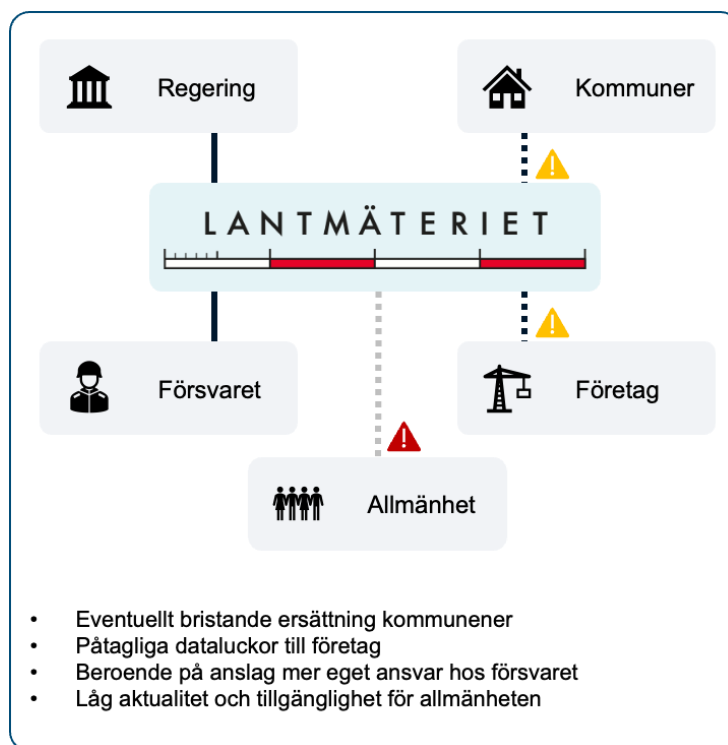 Regering
Kommuner
LANTMÄTERIET
Försvaret
Företag
Allmänhet
• Eventuellt bristande ersättning kommunener
• Påtagliga dataluckor till företag
• Beroende på anslag mer eget ansvar hos försvaret
• Låg aktualitet och tillgänglighet för allmänheten